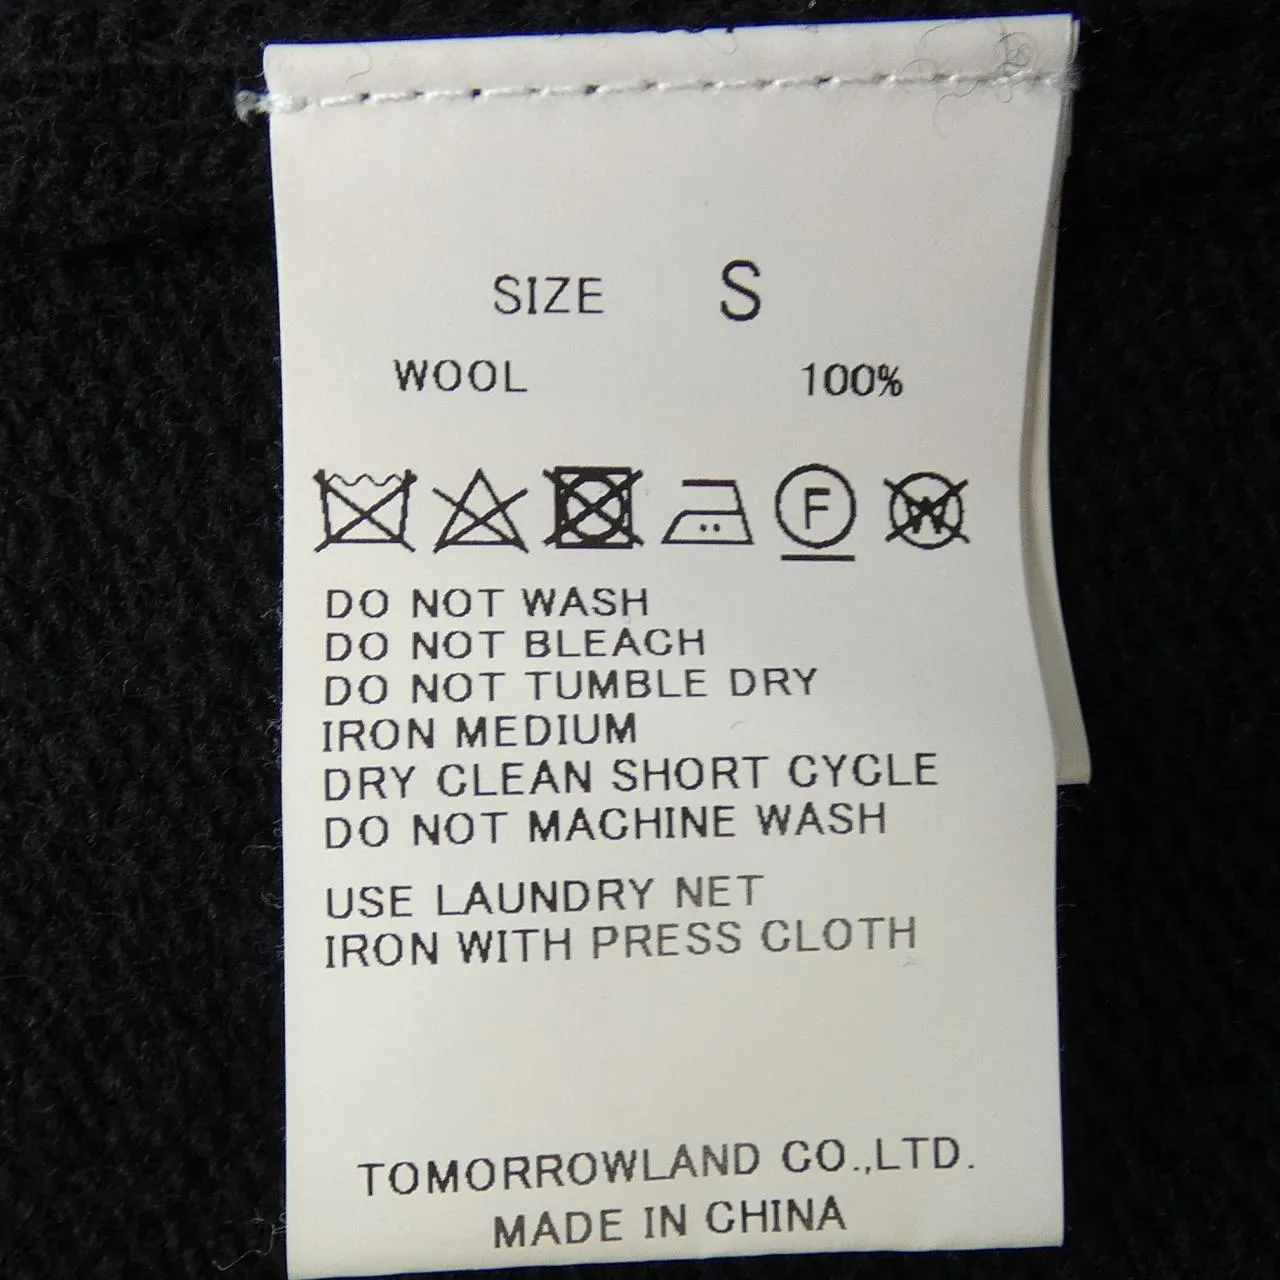 SIZE S
WOOL 100%
F W
DO NOT WASH
DO NOT BLEACH
DO NOT TUMBLE DRY
IRON MEDIUM
DRY CLEAN SHORT CYCLE
DO NOT MACHINE WASH
USE LAUNDRY NET
IRON WITH PRESS CLOTH
TOMORROWLAND CO.,LTD.
MADE IN CHINA